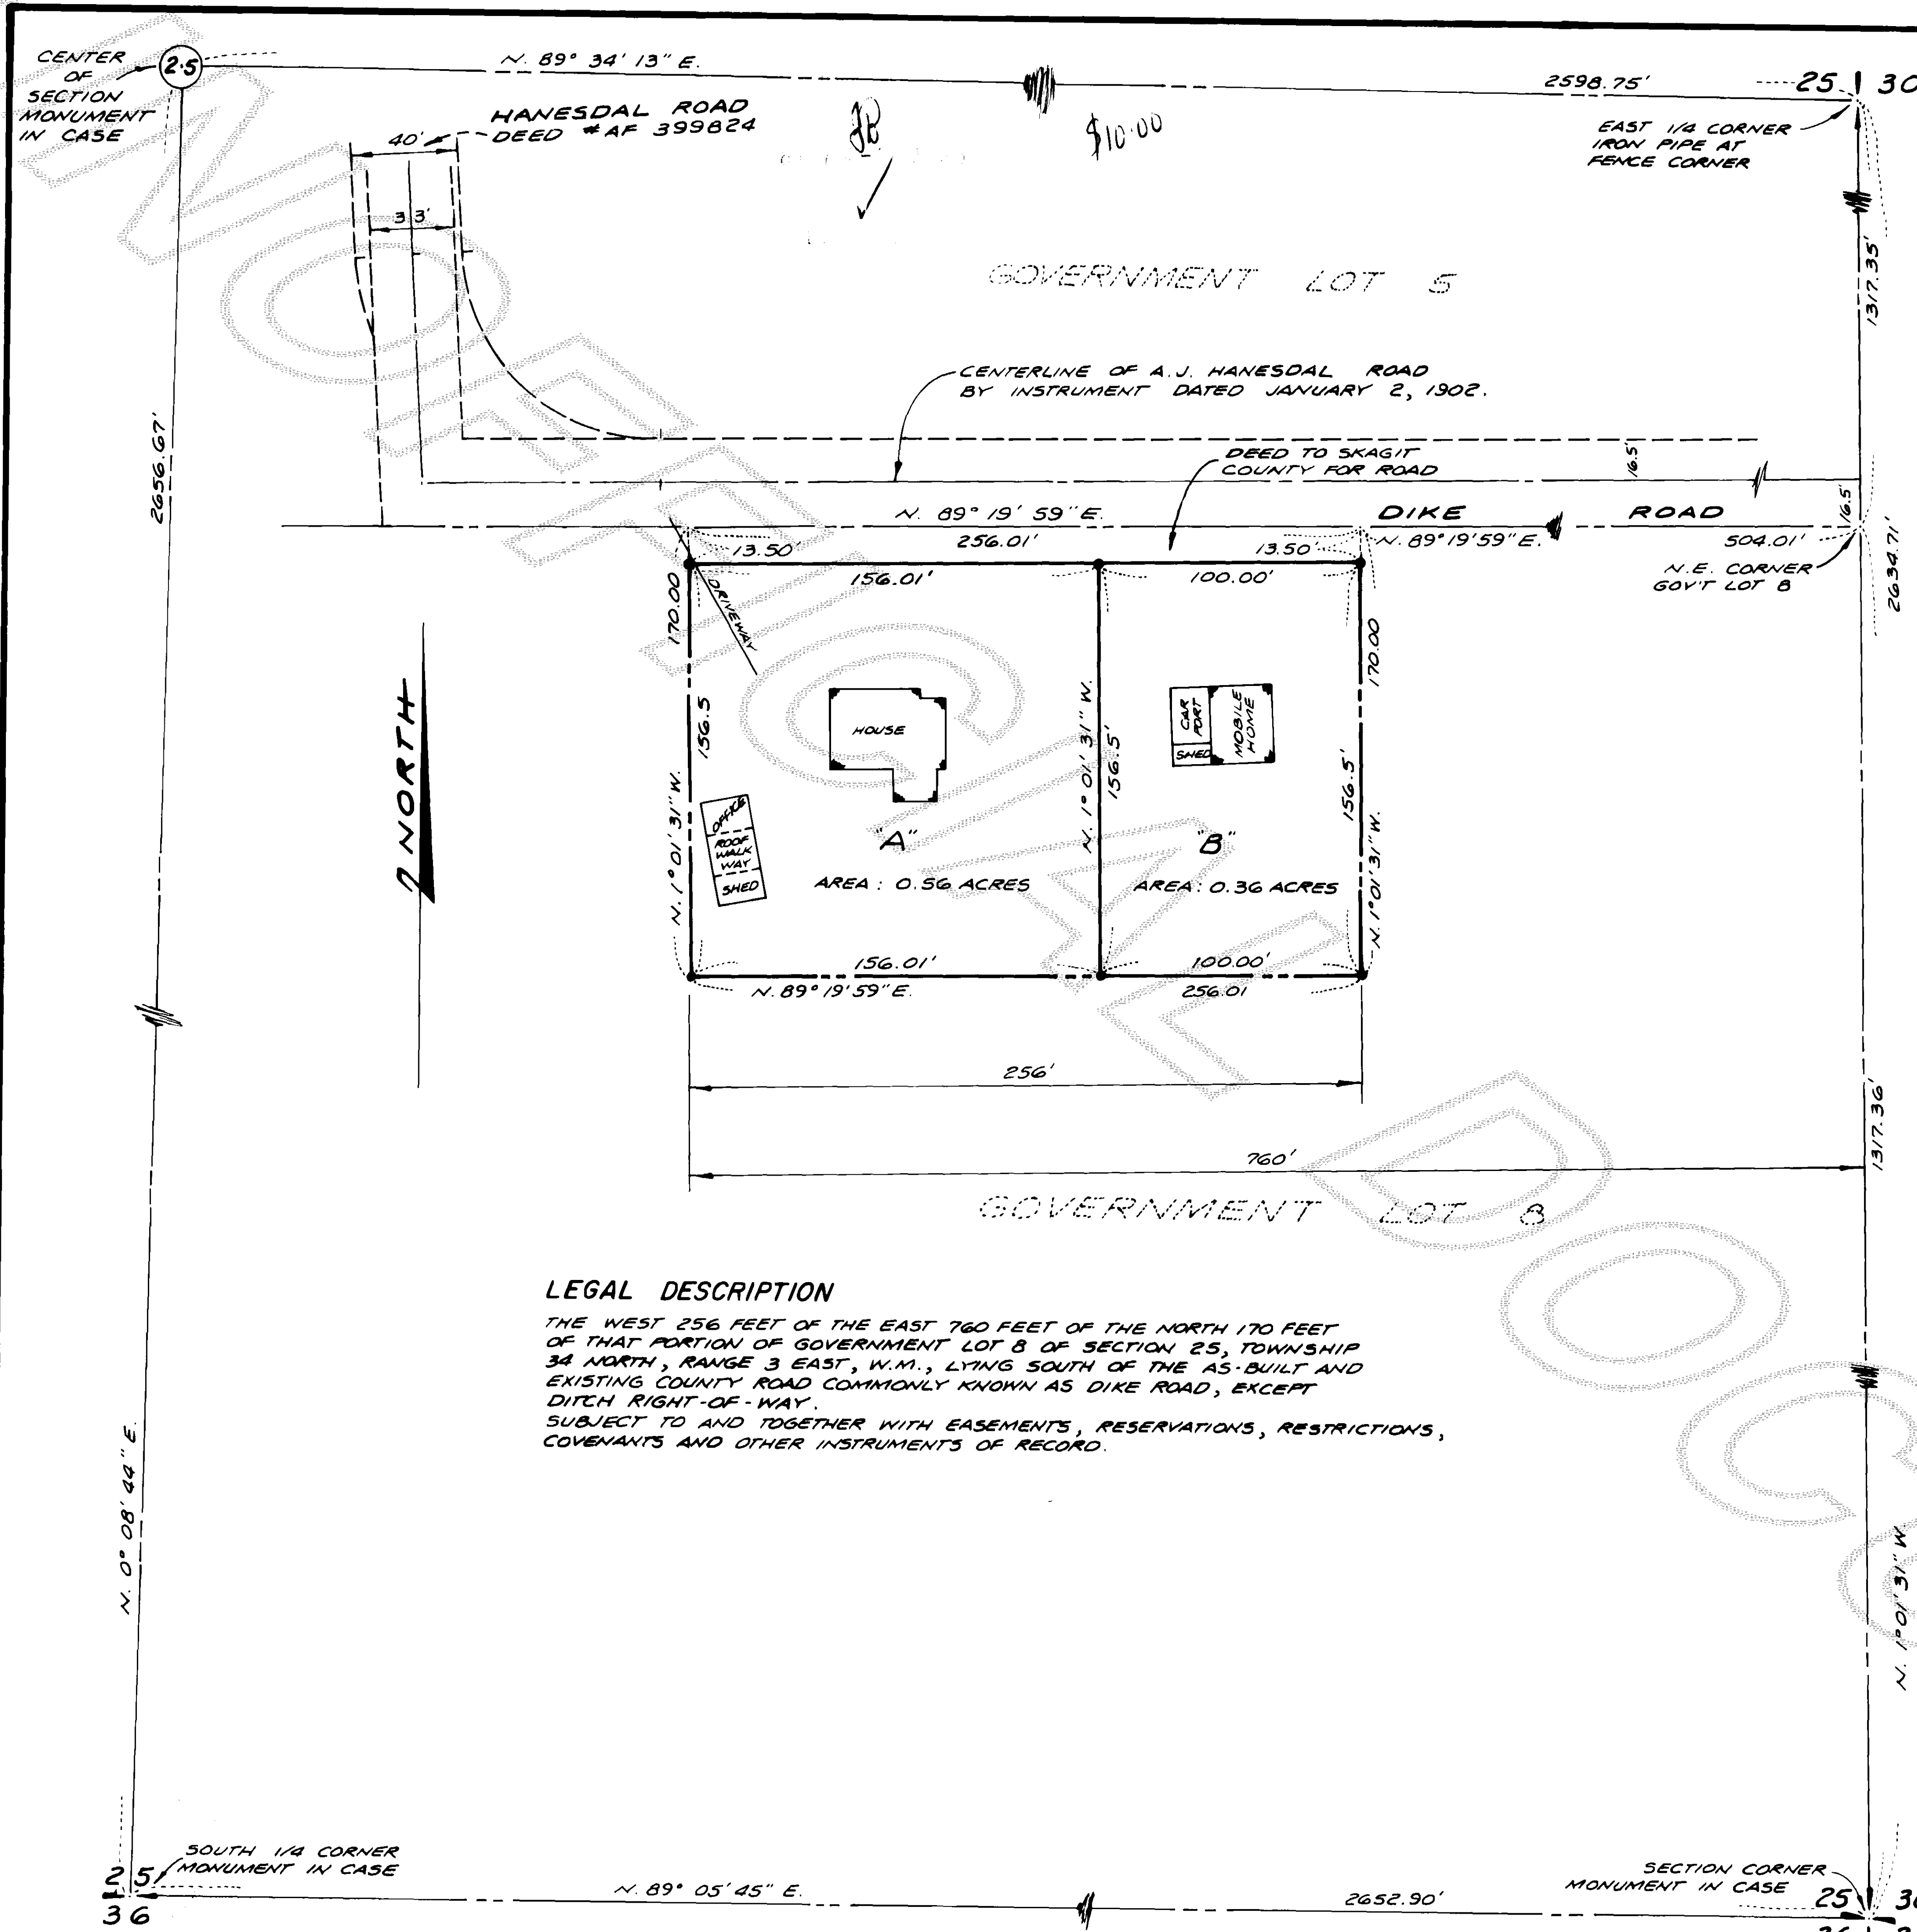 CENTER
OF
SECTION
MONUMENT
IN CASE
25
N. 89° 34' 13" E.
2598.75'
25 30
HANESDAL ROAD
DEED #AF 399824
40'
33'
$10.00
EAST 1/4 CORNER
IRON PIPE AT
FENCE CORNER
1317.35'
GOVERNMENT LOT 5
CENTERLINE OF A.J. HANESDAL ROAD
BY INSTRUMENT DATED JANUARY 2, 1902.
2656.67'
DEED TO SKAGIT
COUNTY FOR ROAD
16.5'
16.5'
N. 89° 19' 59" E.
DIKE ROAD
256.01'
N. 89° 19' 59" E.
504.01'
13.50'
13.50'
156.01'
100.00'
N.E. CORNER
GOV'T LOT 8
2634.71'
170.00
DRIVEWAY
170.00
NORTH
156.5
HOUSE
N. 1° 01' 31" W.
156.5'
CAR
PORT
SHED
MOBILE
HOME
156.5'
N. 1° 01' 31" W.
OFFICE
ROOF
WALK
WAY
SHED
"A"
"B"
AREA: 0.56 ACRES
AREA: 0.36 ACRES
N. 1° 01' 31" W.
156.01'
100.00'
N. 89° 19' 59" E.
256.01
256'
760'
1317.36'
GOVERNMENT LOT 8
LEGAL DESCRIPTION
THE WEST 256 FEET OF THE EAST 760 FEET OF THE NORTH 170 FEET
OF THAT PORTION OF GOVERNMENT LOT 8 OF SECTION 25, TOWNSHIP
34 NORTH, RANGE 3 EAST, W.M., LYING SOUTH OF THE AS-BUILT AND
EXISTING COUNTY ROAD COMMONLY KNOWN AS DIKE ROAD, EXCEPT
DITCH RIGHT-OF-WAY.
SUBJECT TO AND TOGETHER WITH EASEMENTS, RESERVATIONS, RESTRICTIONS,
COVENANTS AND OTHER INSTRUMENTS OF RECORD.
N. 0° 08' 44" E.
N. 1° 01' 31" W.
SOUTH 1/4 CORNER
MONUMENT IN CASE
25
36
N. 89° 05' 45" E.
2652.90'
SECTION CORNER
MONUMENT IN CASE
25
UNOFFICIAL DOC